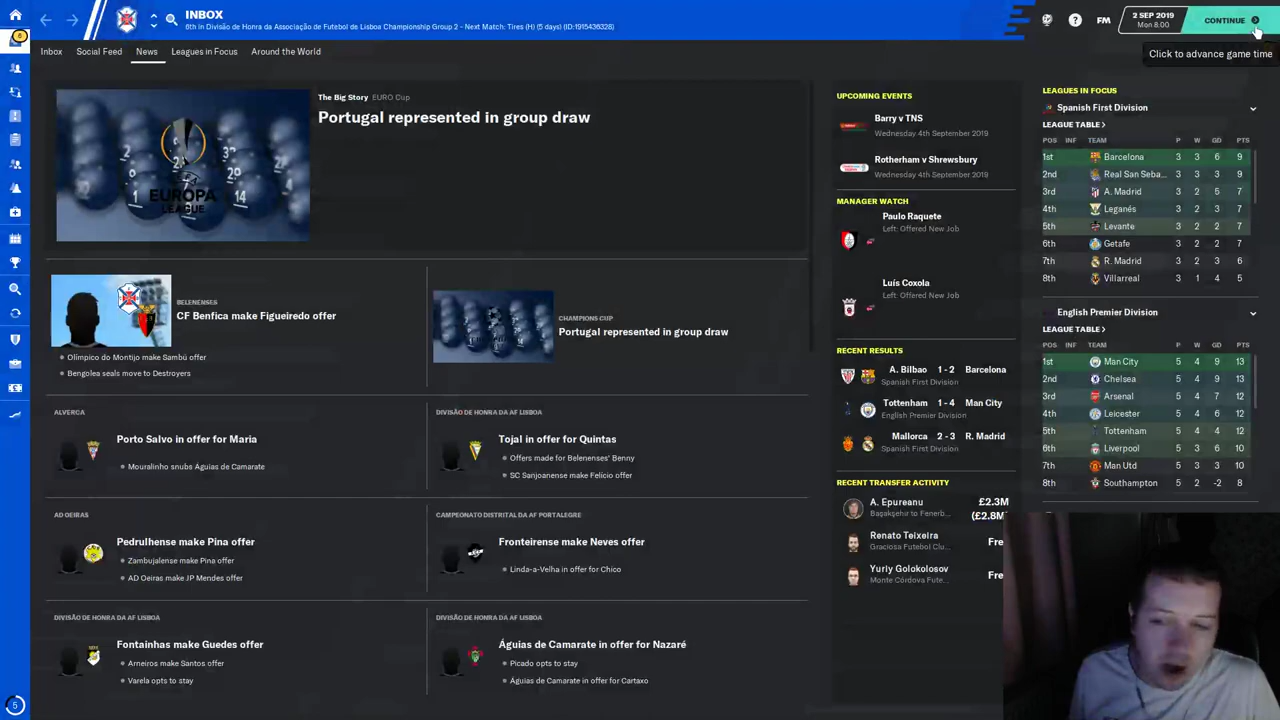 INBOX
6th in Divisão de Honra da Associação de Futebol de Lisboa Championship Group 2 - Next Match: Tires (H) (5 days) (ID:1915436328)
FM
2 SEP 2019
Mon 8:00
CONTINUE
Click to advance game time
6
Inbox
Social Feed
News
Leagues in Focus
Around the World
The Big Story EURO Cup
Portugal represented in group draw
EUROPA
LEAGUE
BELENENSES
CF Benfica make Figueiredo offer
Olímpico do Montijo make Sambú offer
Bengolea seals move to Destroyers
CHAMPIONS CUP
Portugal represented in group draw
ALVERCA
Porto Salvo in offer for Maria
Mouralinho snubs Águias de Camarate
DIVISÃO DE HONRA DA AF LISBOA
Tojal in offer for Quintas
Offers made for Belenenses' Benny
SC Sanjoanense make Felício offer
AD OEIRAS
Pedrulhense make Pina offer
Zambujalense make Pina offer
AD Oeiras make JP Mendes offer
CAMPEONATO DISTRITAL DA AF PORTALEGRE
Fronteirense make Neves offer
Linda-a-Velha in offer for Chico
DIVISÃO DE HONRA DA AF LISBOA
Fontainhas make Guedes offer
Arneiros make Santos offer
Varela opts to stay
DIVISÃO DE HONRA DA AF LISBOA
Águias de Camarate in offer for Nazaré
Picado opts to stay
Águias de Camarate in offer for Cartaxo
5
UPCOMING EVENTS
Barry v TNS
Wednesday 4th September 2019
Rotherham v Shrewsbury
Wednesday 4th September 2019
MANAGER WATCH
Paulo Raquete
Left: Offered New Job
Luís Coxola
Left: Offered New Job
RECENT RESULTS
A. Bilbao 1 - 2 Barcelona
Spanish First Division
Tottenham 1 - 4 Man City
English Premier Division
Mallorca 2 - 3 R. Madrid
Spanish First Division
RECENT TRANSFER ACTIVITY
A. Epureanu £2.3M
Başakşehir to Fenerb... (£2.8M)
Renato Teixeira Fre
Graciosa Futebol Clu...
Yuriy Golokolosov Fre
Monte Córdova Fute...
LEAGUES IN FOCUS
Spanish First Division
LEAGUE TABLE
POS INF TEAM P W GD PTS
1st Barcelona 3 3 6 9
2nd Real San Seba... 3 3 3 9
3rd A. Madrid 3 2 5 7
4th Leganés 3 2 3 7
5th Levante 3 2 2 7
6th Getafe 3 2 2 7
7th R. Madrid 3 2 3 6
8th Villarreal 3 1 4 5
English Premier Division
LEAGUE TABLE
POS INF TEAM P W GD PTS
1st Man City 5 4 9 13
2nd Chelsea 5 4 9 13
3rd Arsenal 5 4 7 12
4th Leicester 5 4 6 12
5th Tottenham 5 4 4 12
6th Liverpool 5 3 6 10
7th Man Utd 5 3 3 10
8th Southampton 5 2 -2 8